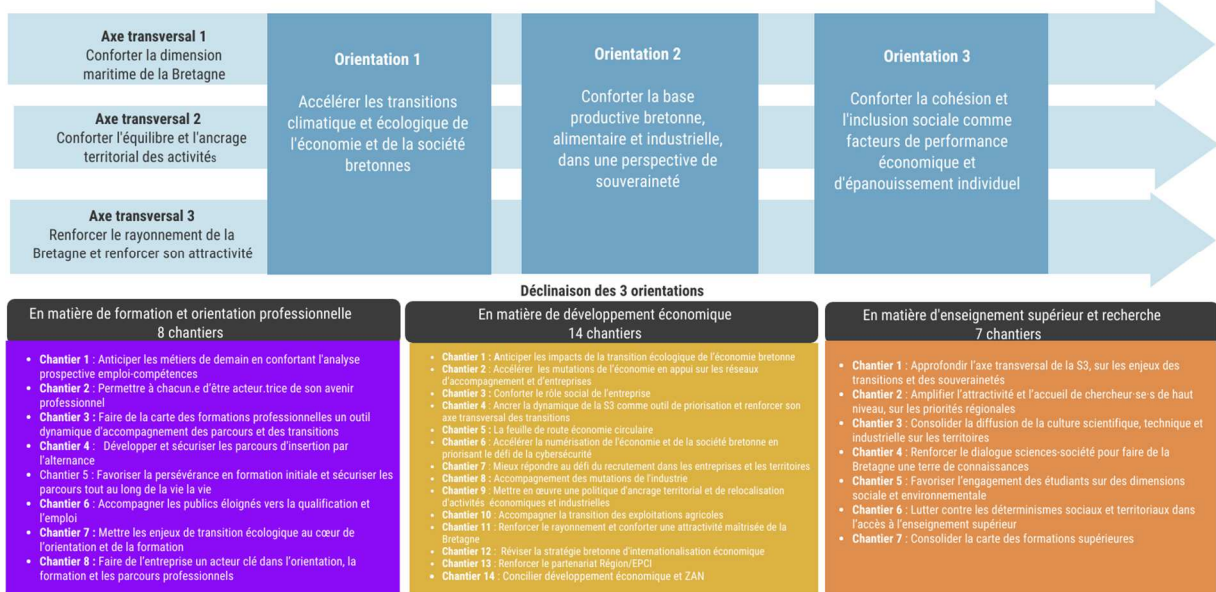 Axe transversal 1
Conforter la dimension
maritime de la Bretagne
Axe transversal 2
Conforter l'équilibre et l'ancrage
territorial des activités
Axe transversal 3
Renforcer le rayonnement de la
Bretagne et renforcer son attractivité
Orientation 1
Accélérer les transitions
climatique et écologique de
l'économie et de la société
bretonnes
Orientation 2
Conforter la base
productive bretonne,
alimentaire et industrielle,
dans une perspective de
souveraineté
Orientation 3
Conforter la cohésion et
l'inclusion sociale comme
facteurs de performance
économique et
d'épanouissement individuel
Déclinaison des 3 orientations
En matière de formation et orientation professionnelle
8 chantiers
• Chantier 1 : Anticiper les métiers de demain en confortant l'analyse
prospective emploi-compétences
• Chantier 2 : Permettre à chacun.e d'être acteur.trice de son avenir
professionnel
• Chantier 3 : Faire de la carte des formations professionnelles un outil
dynamique d'accompagnement des parcours et des transitions
• Chantier 4 : Développer et sécuriser les parcours d'insertion par
l'alternance
• Chantier 5 : Favoriser la persévérance en formation initiale et sécuriser les
parcours tout au long de la vie la vie
• Chantier 6 : Accompagner les publics éloignés vers la qualification et
l'emploi
• Chantier 7 : Mettre les enjeux de transition écologique au cœur de
l'orientation et de la formation
• Chantier 8 : Faire de l'entreprise un acteur clé dans l'orientation, la
formation et les parcours professionnels
En matière de développement économique
14 chantiers
• Chantier 1 : Anticiper les impacts de la transition écologique de l'économie bretonne
• Chantier 2 : Accélérer les mutations de l'économie en appui sur les réseaux
d'accompagnement et d'entreprises
• Chantier 3 : Conforter le rôle social de l'entreprise
• Chantier 4 : Ancrer la dynamique de la S3 comme outil de priorisation et renforcer son
axe transversal des transitions
• Chantier 5 : La feuille de route économie circulaire
• Chantier 6 : Accélérer la numérisation de l'économie et de la société bretonne en
priorisant le défi de la cybersécurité
• Chantier 7 : Mieux répondre au défi du recrutement dans les entreprises et les territoires
• Chantier 8 : Accompagnement des mutations de l'industrie
• Chantier 9 : Mettre en œuvre une politique d'ancrage territorial et de relocalisation
d'activités économiques et industrielles
• Chantier 10 : Accompagner la transition des exploitations agricoles
• Chantier 11 : Renforcer le rayonnement et conforter une attractivité maîtrisée de la
Bretagne
• Chantier 12 : Réviser la stratégie bretonne d'internationalisation économique
• Chantier 13 : Renforcer le partenariat Région/EPCI
• Chantier 14 : Concilier développement économique et ZAN
En matière d'enseignement supérieur et recherche
7 chantiers
• Chantier 1 : Approfondir l'axe transversal de la S3, sur les enjeux des
transitions et des souverainetés
• Chantier 2 : Amplifier l'attractivité et l'accueil de chercheur·se·s de haut
niveau, sur les priorités régionales
• Chantier 3 : Consolider la diffusion de la culture scientifique, technique et
industrielle sur les territoires
• Chantier 4 : Renforcer le dialogue sciences-société pour faire de la
Bretagne une terre de connaissances
• Chantier 5 : Favoriser l'engagement des étudiants sur des dimensions
sociale et environnementale
• Chantier 6 : Lutter contre les déterminismes sociaux et territoriaux dans
l'accès à l'enseignement supérieur
• Chantier 7 : Consolider la carte des formations supérieures